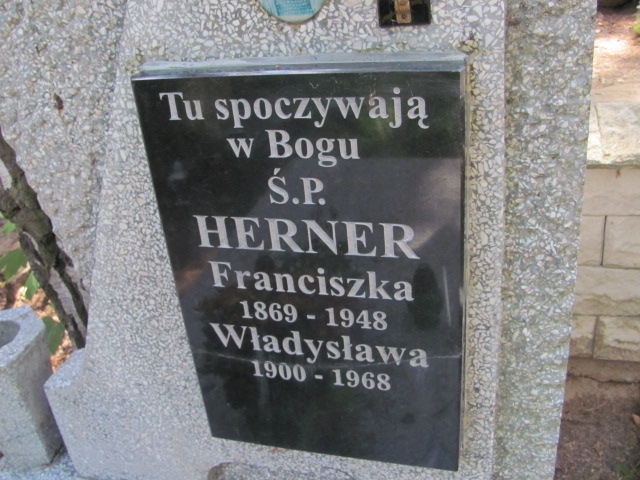 Tu spoczywają
w Bogu
Ś.P.
HERNER
Franciszka
1869 - 1948
Władysława
1900 - 1968